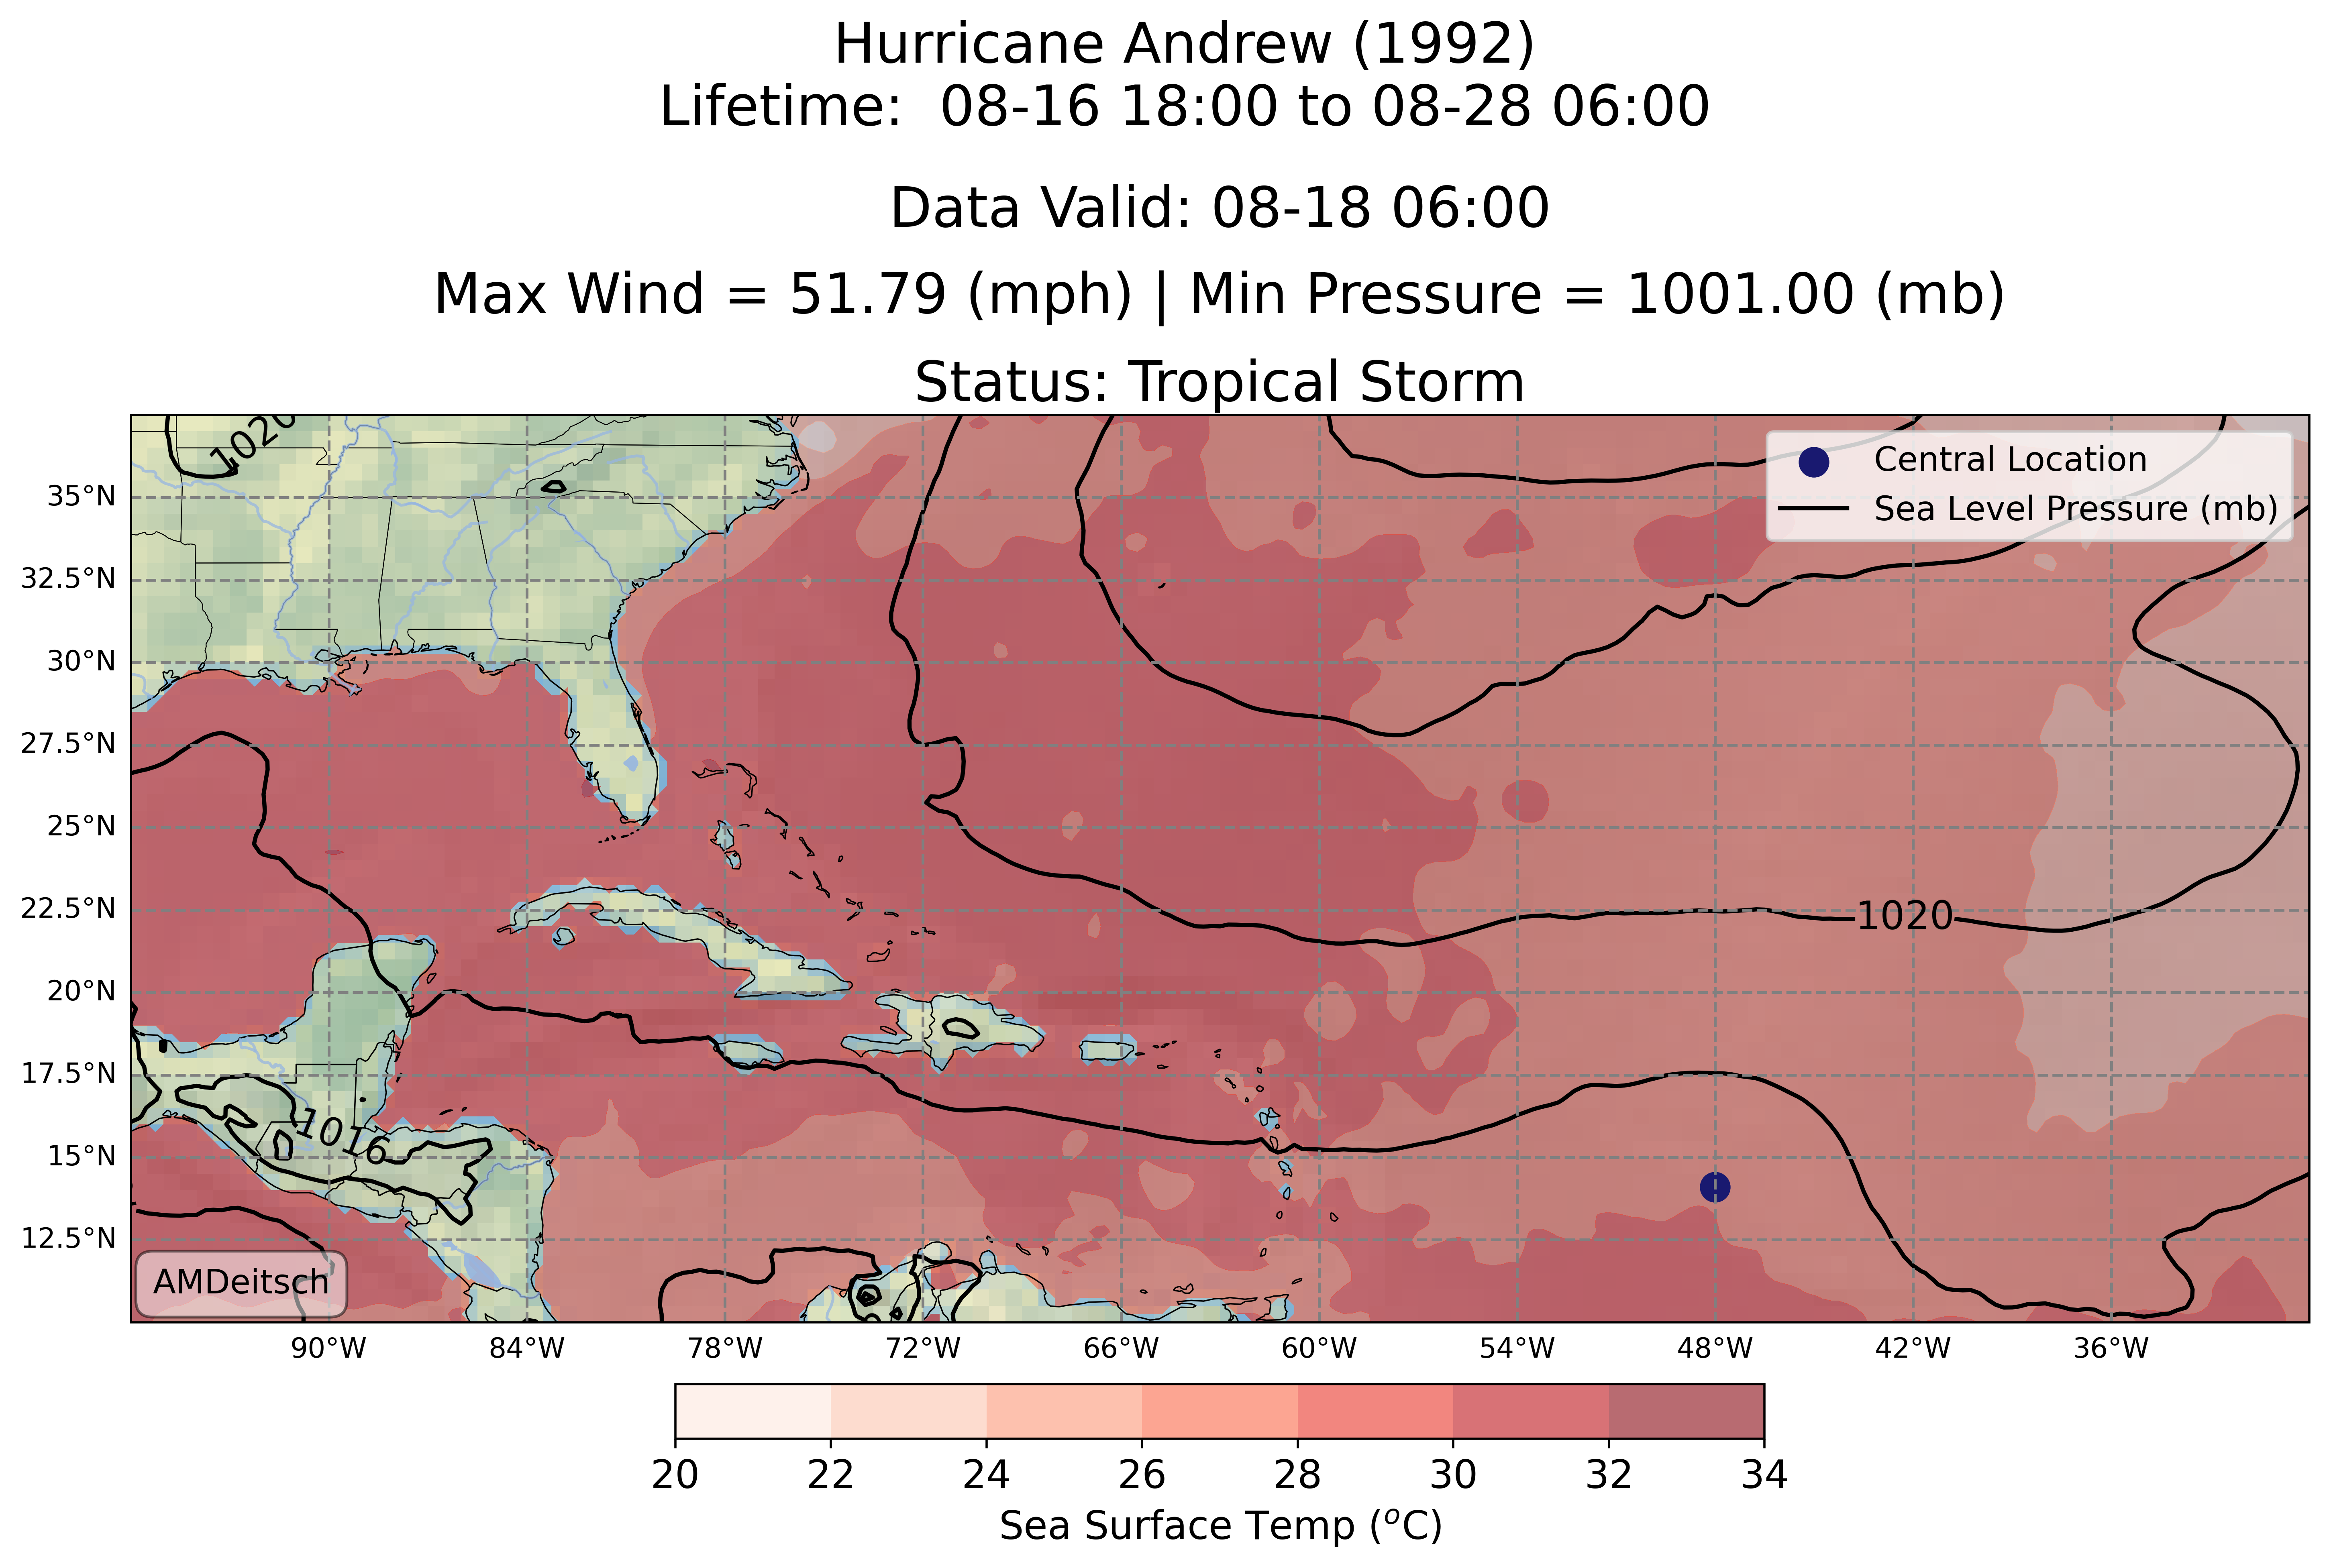 Hurricane Andrew (1992)
Lifetime:  08-16 18:00 to 08-28 06:00
Data Valid: 08-18 06:00
Max Wind = 51.79 (mph) | Min Pressure = 1001.00 (mb)
Status: Tropical Storm
1020
Central Location
Sea Level Pressure (mb)
35°N
32.5°N
30°N
27.5°N
25°N
22.5°N
1020
20°N
17.5°N
1016
15°N
12.5°N
AMDeitsch
90°W 84°W 78°W 72°W 66°W 60°W 54°W 48°W 42°W 36°W
20 22 24 26 28 30 32 34
Sea Surface Temp (°C)